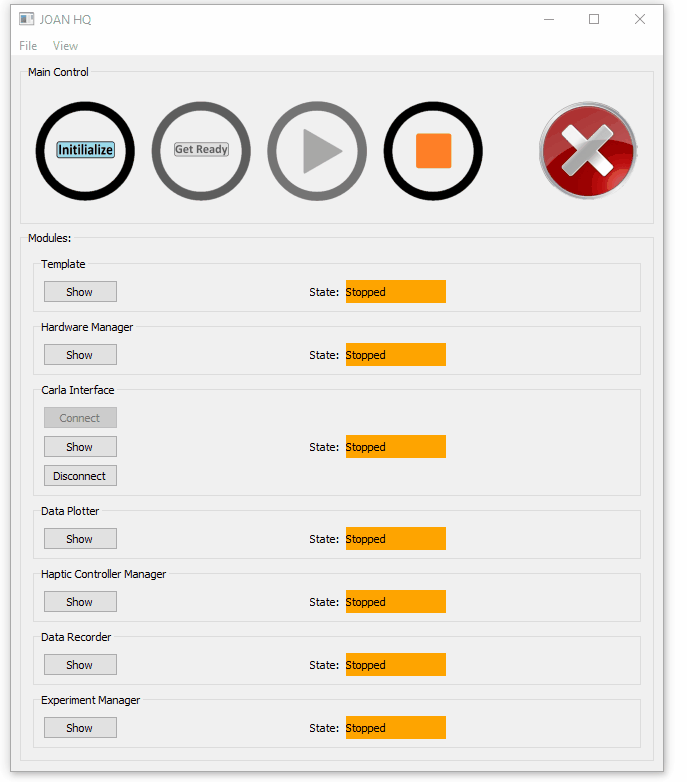 JOAN HQ
File View
Main Control
Initilialize
Get Ready
Modules:
Template
Show State: Stopped
Hardware Manager
Show State: Stopped
Carla Interface
Connect
Show State: Stopped
Disconnect
Data Plotter
Show State: Stopped
Haptic Controller Manager
Show State: Stopped
Data Recorder
Show State: Stopped
Experiment Manager
Show State: Stopped